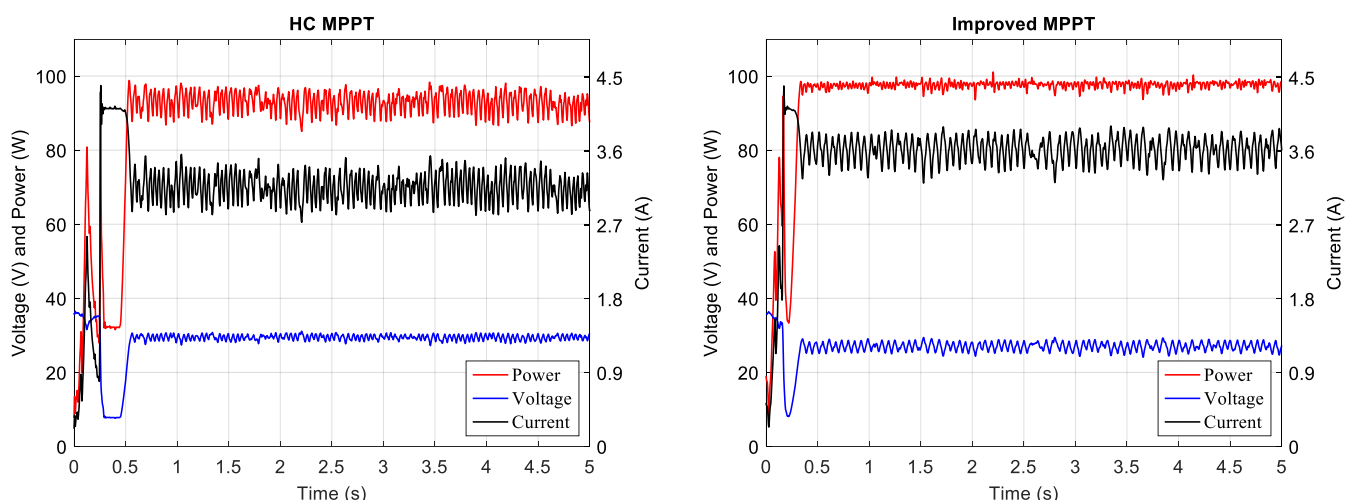 HC MPPT
Voltage (V) and Power (W)
100
80
60
40
20
0
4.5
3.6
2.7
1.8
0.9
0
Current (A)
Power
Voltage
Current
0 0.5 1 1.5 2 2.5 3 3.5 4 4.5 5
Time (s)
Improved MPPT
Voltage (V) and Power (W)
100
80
60
40
20
0
4.5
3.6
2.7
1.8
0.9
0
Current (A)
Power
Voltage
Current
0 0.5 1 1.5 2 2.5 3 3.5 4 4.5 5
Time (s)